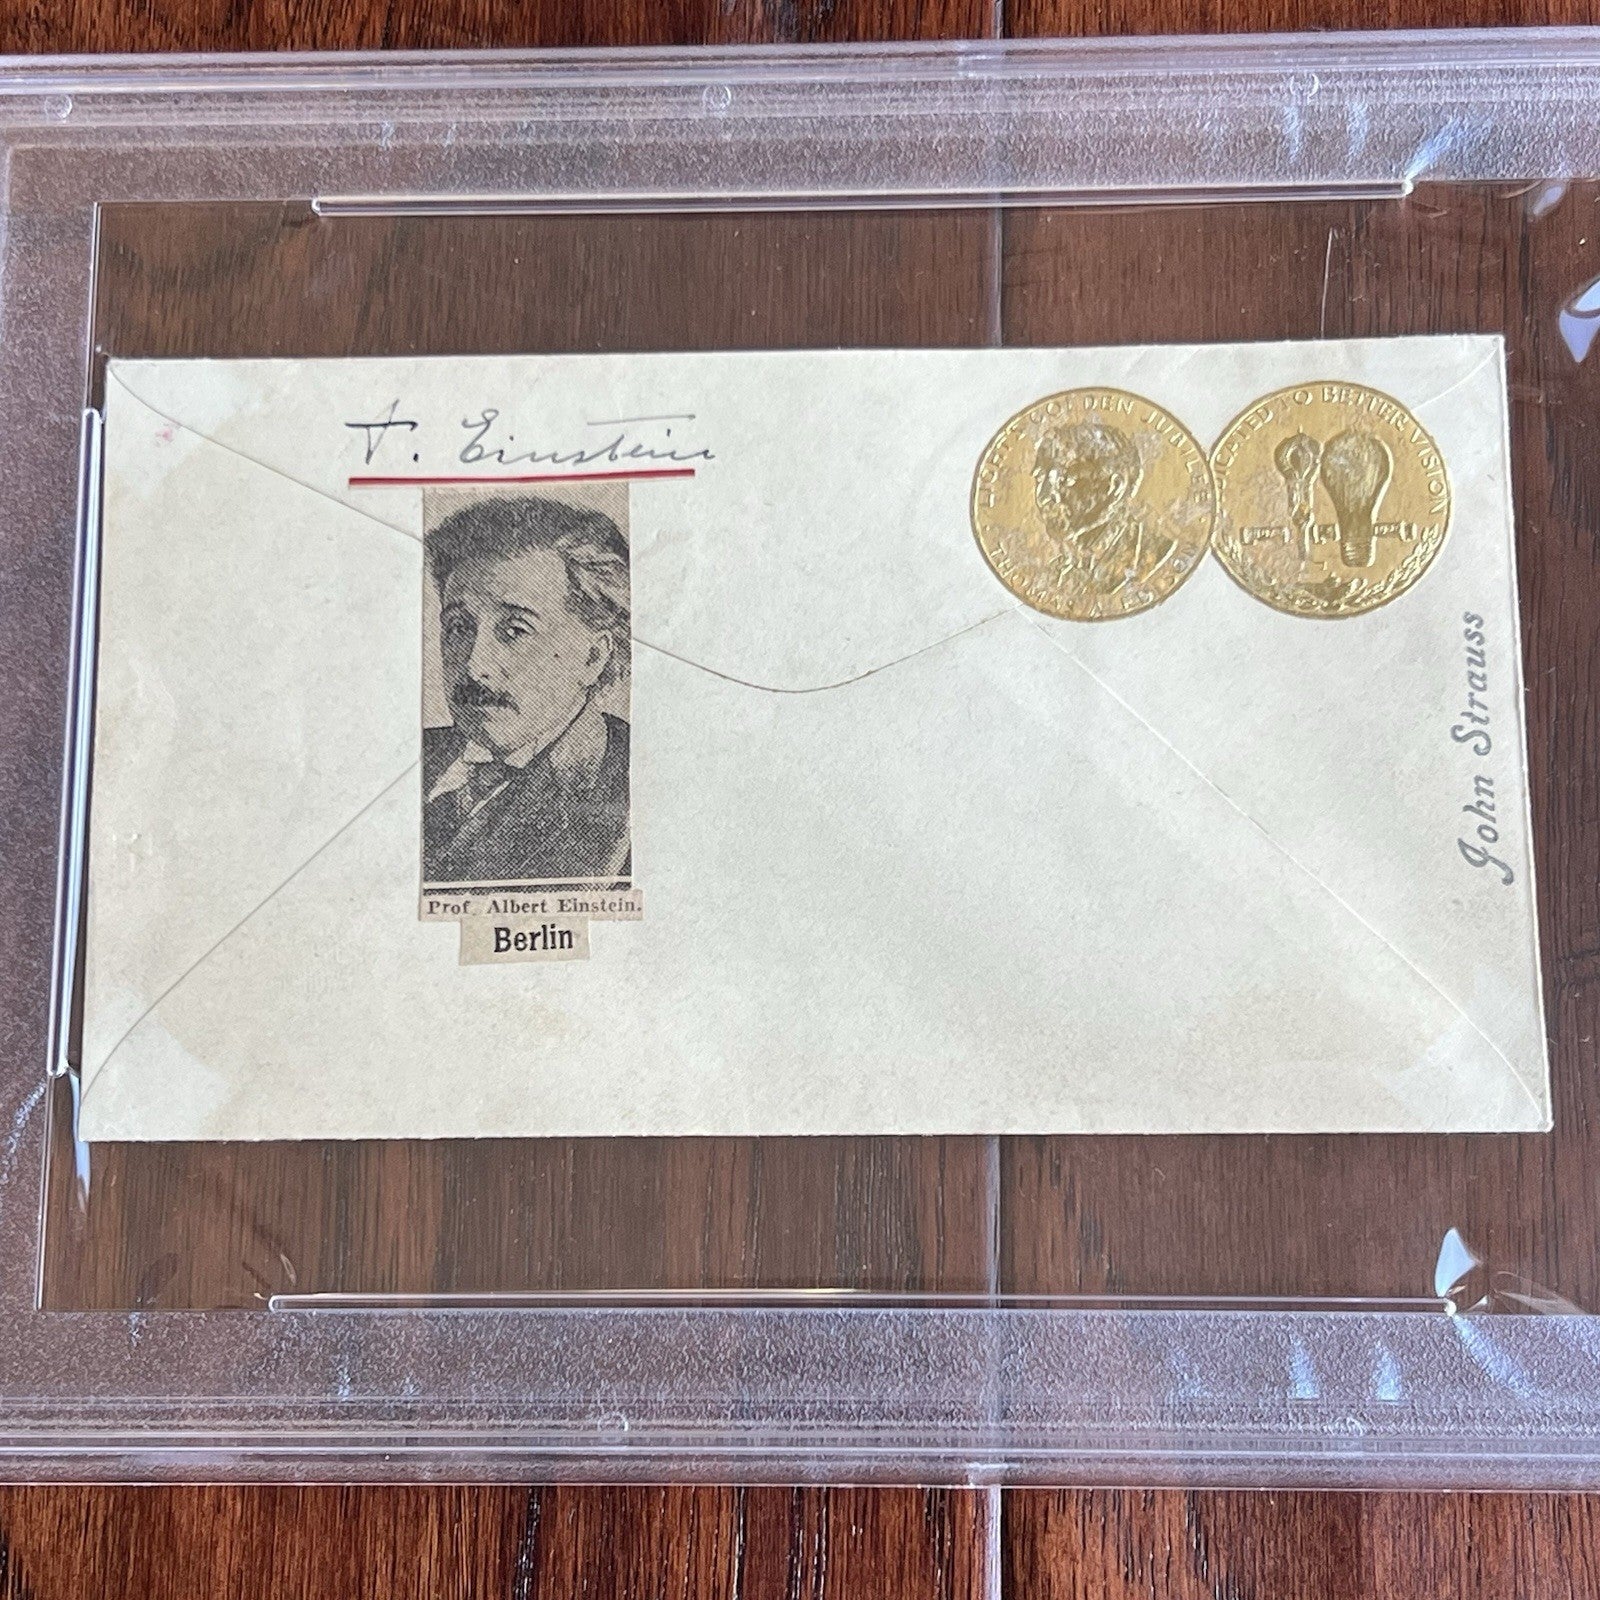 A. Einstein
Prof. Albert Einstein.
Berlin
LIGHT'S GOLDEN JUBILEE
THOMAS A EDISON
DEDICATED TO BETTER VISION
John Strauss